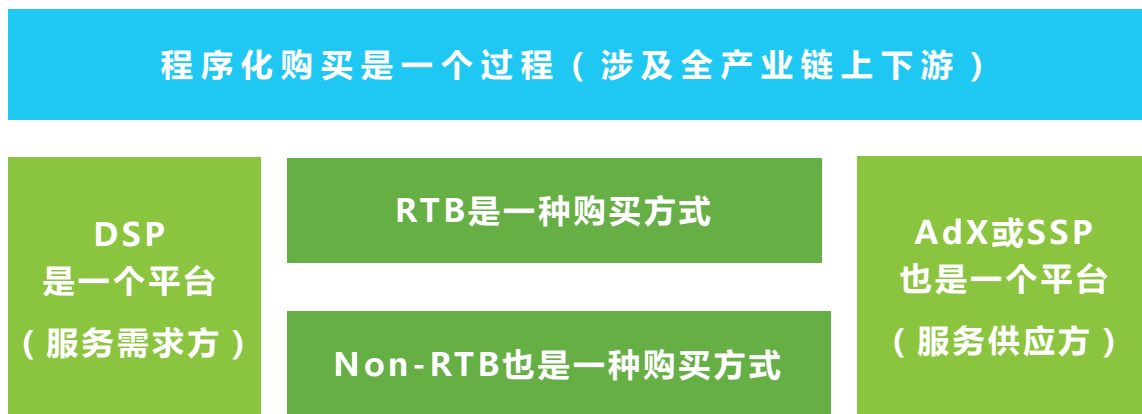 程序化购买是一个过程（涉及全产业链上下游）
DSP
是一个平台
（服务需求方）
RTB是一种购买方式
Non-RTB也是一种购买方式
AdX或SSP
也是一个平台
（服务供应方）